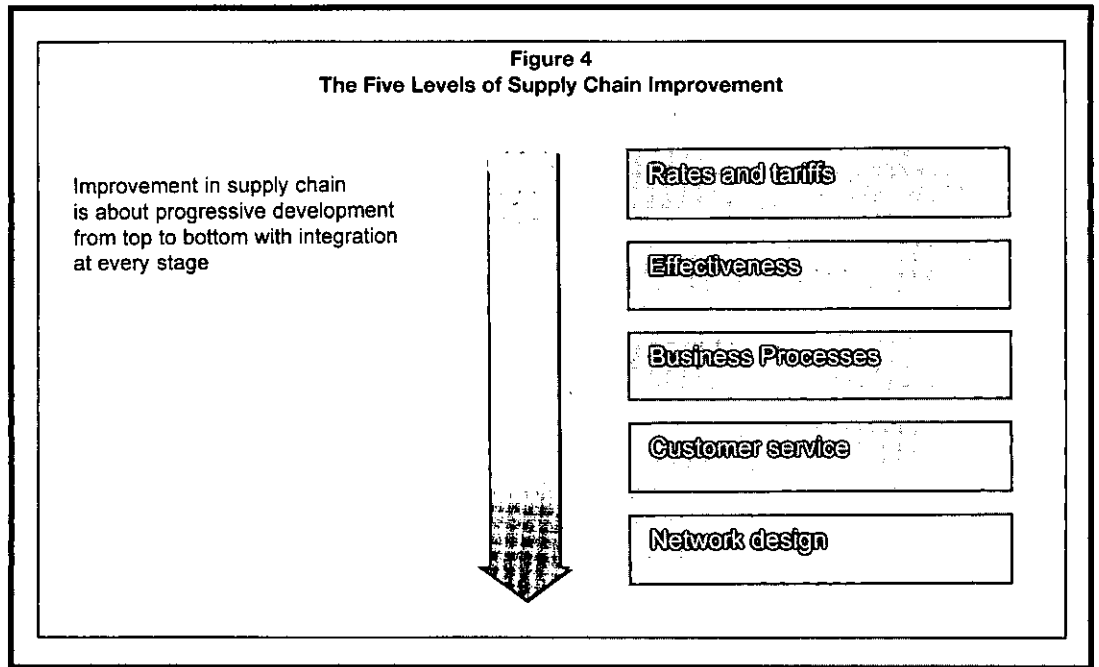 Figure 4
The Five Levels of Supply Chain Improvement
Improvement in supply chain
is about progressive development
from top to bottom with integration
at every stage
Rates and tariffs
Effectiveness
Business Processes
Customer service
Network design